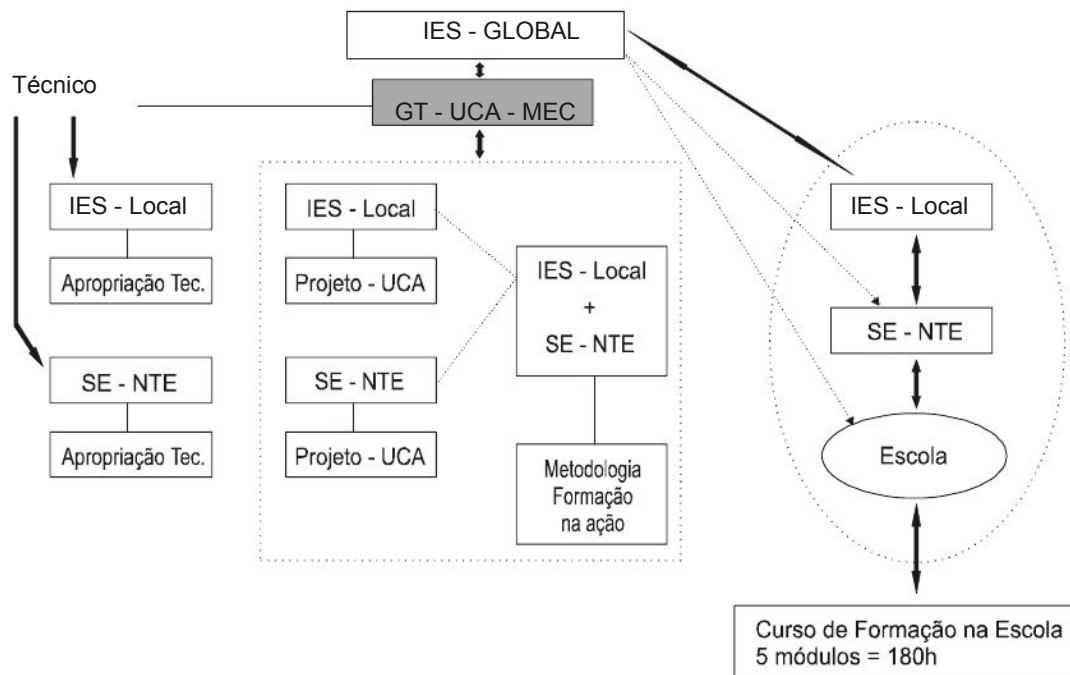 IES - GLOBAL
Técnico
GT - UCA - MEC
IES - Local
Apropriação Tec.
SE - NTE
Apropriação Tec.
IES - Local
Projeto - UCA
SE - NTE
Projeto - UCA
IES - Local
+
SE - NTE
Metodologia
Formação
na ação
IES - Local
SE - NTE
Escola
Curso de Formação na Escola
5 módulos = 180h